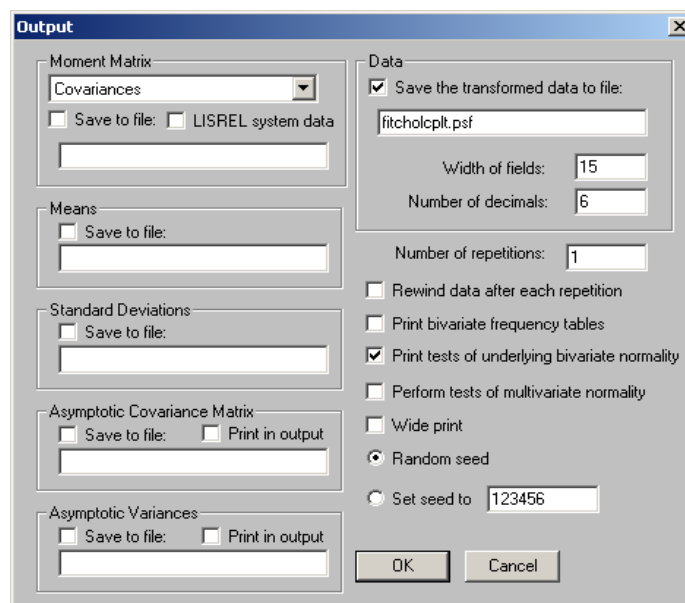 Output
Moment Matrix
Covariances
Save to file: LISREL system data
Means
Save to file:
Standard Deviations
Save to file:
Asymptotic Covariance Matrix
Save to file: Print in output
Asymptotic Variances
Save to file: Print in output
Data
Save the transformed data to file:
fitcholcplt.psf
Width of fields: 15
Number of decimals: 6
Number of repetitions: 1
Rewind data after each repetition
Print bivariate frequency tables
Print tests of underlying bivariate normality
Perform tests of multivariate normality
Wide print
Random seed
Set seed to 123456
OK Cancel